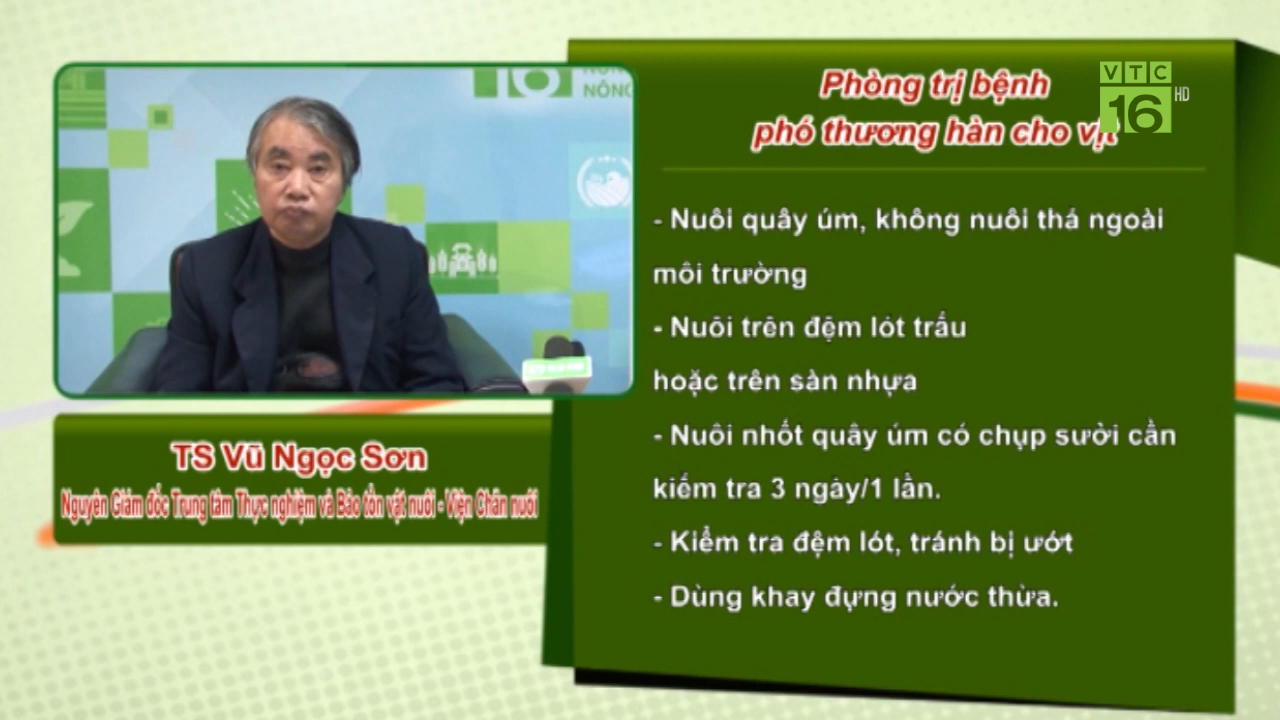 NÔNG
VTC
16
HD
Phòng trị bệnh
phó thương hàn cho vịt
- Nuôi quây úm, không nuôi thả ngoài
môi trường
- Nuôi trên đệm lót trấu
hoặc trên sàn nhựa
- Nuôi nhốt quây úm có chụp sưởi cần
kiểm tra 3 ngày/1 lần.
- Kiểm tra đệm lót, tránh bị ướt
- Dùng khay đựng nước thừa.
TS Vũ Ngọc Sơn
Nguyên Giám đốc Trung tâm Thực nghiệm và Bảo tồn vật nuôi - Viện Chăn nuôi